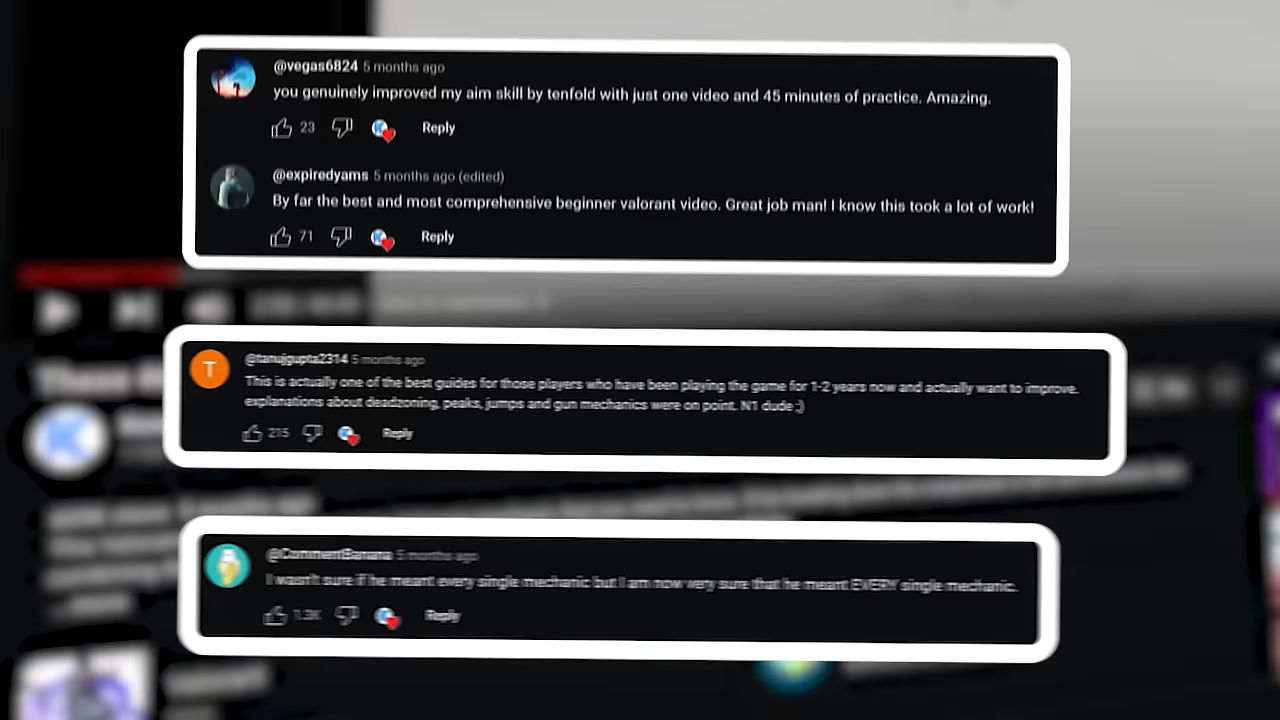 @vegas6824 5 months ago
you genuinely improved my aim skill by tenfold with just one video and 45 minutes of practice. Amazing.
23 Reply
@expiredyams 5 months ago (edited)
By far the best and most comprehensive beginner valorant video. Great job man! I know this took a lot of work!
71 Reply
T
@tanujgupta2314 5 months ago
This is actually one of the best guides for those players who have been playing the game for 1-2 years now and actually want to improve.
explanations about deadzoning, peaks, jumps and gun mechanics were on point. N1 dude ;)
215 Reply
@CommentBanana 5 months ago
I wasn't sure if he meant every single mechanic but I am now very sure that he meant EVERY single mechanic.
1.3K Reply